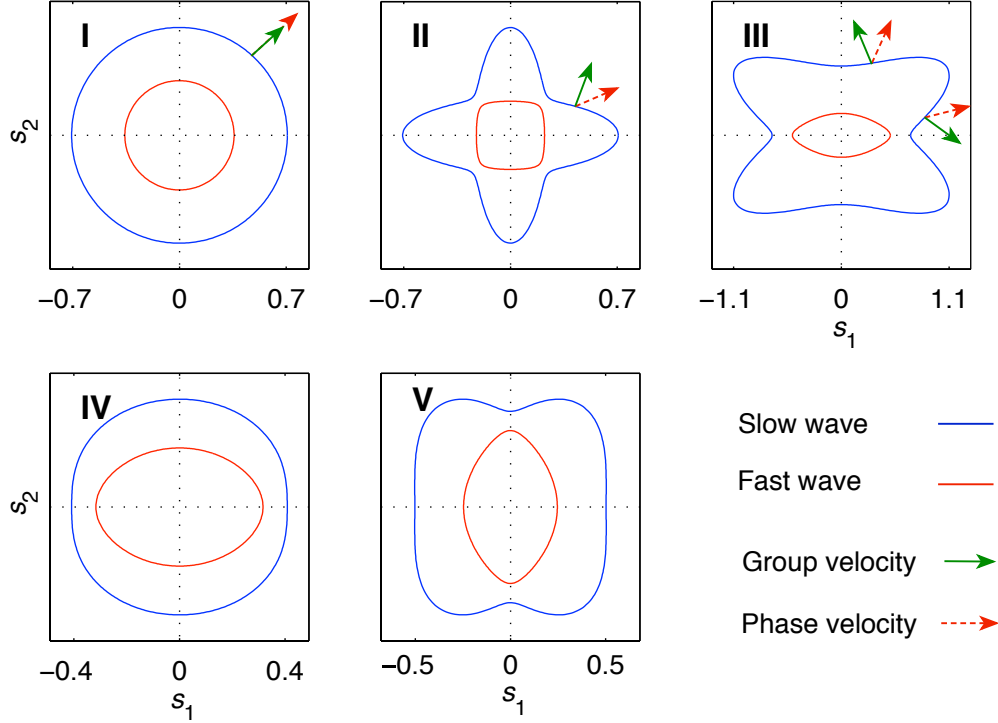 I
II
III
s2
−0.7 0 0.7
−0.7 0 0.7
−1.1 0 1.1
s1
IV
V
s2
−0.4 0 0.4
−0.5 0 0.5
s1
s1
Slow wave
Fast wave
Group velocity
Phase velocity